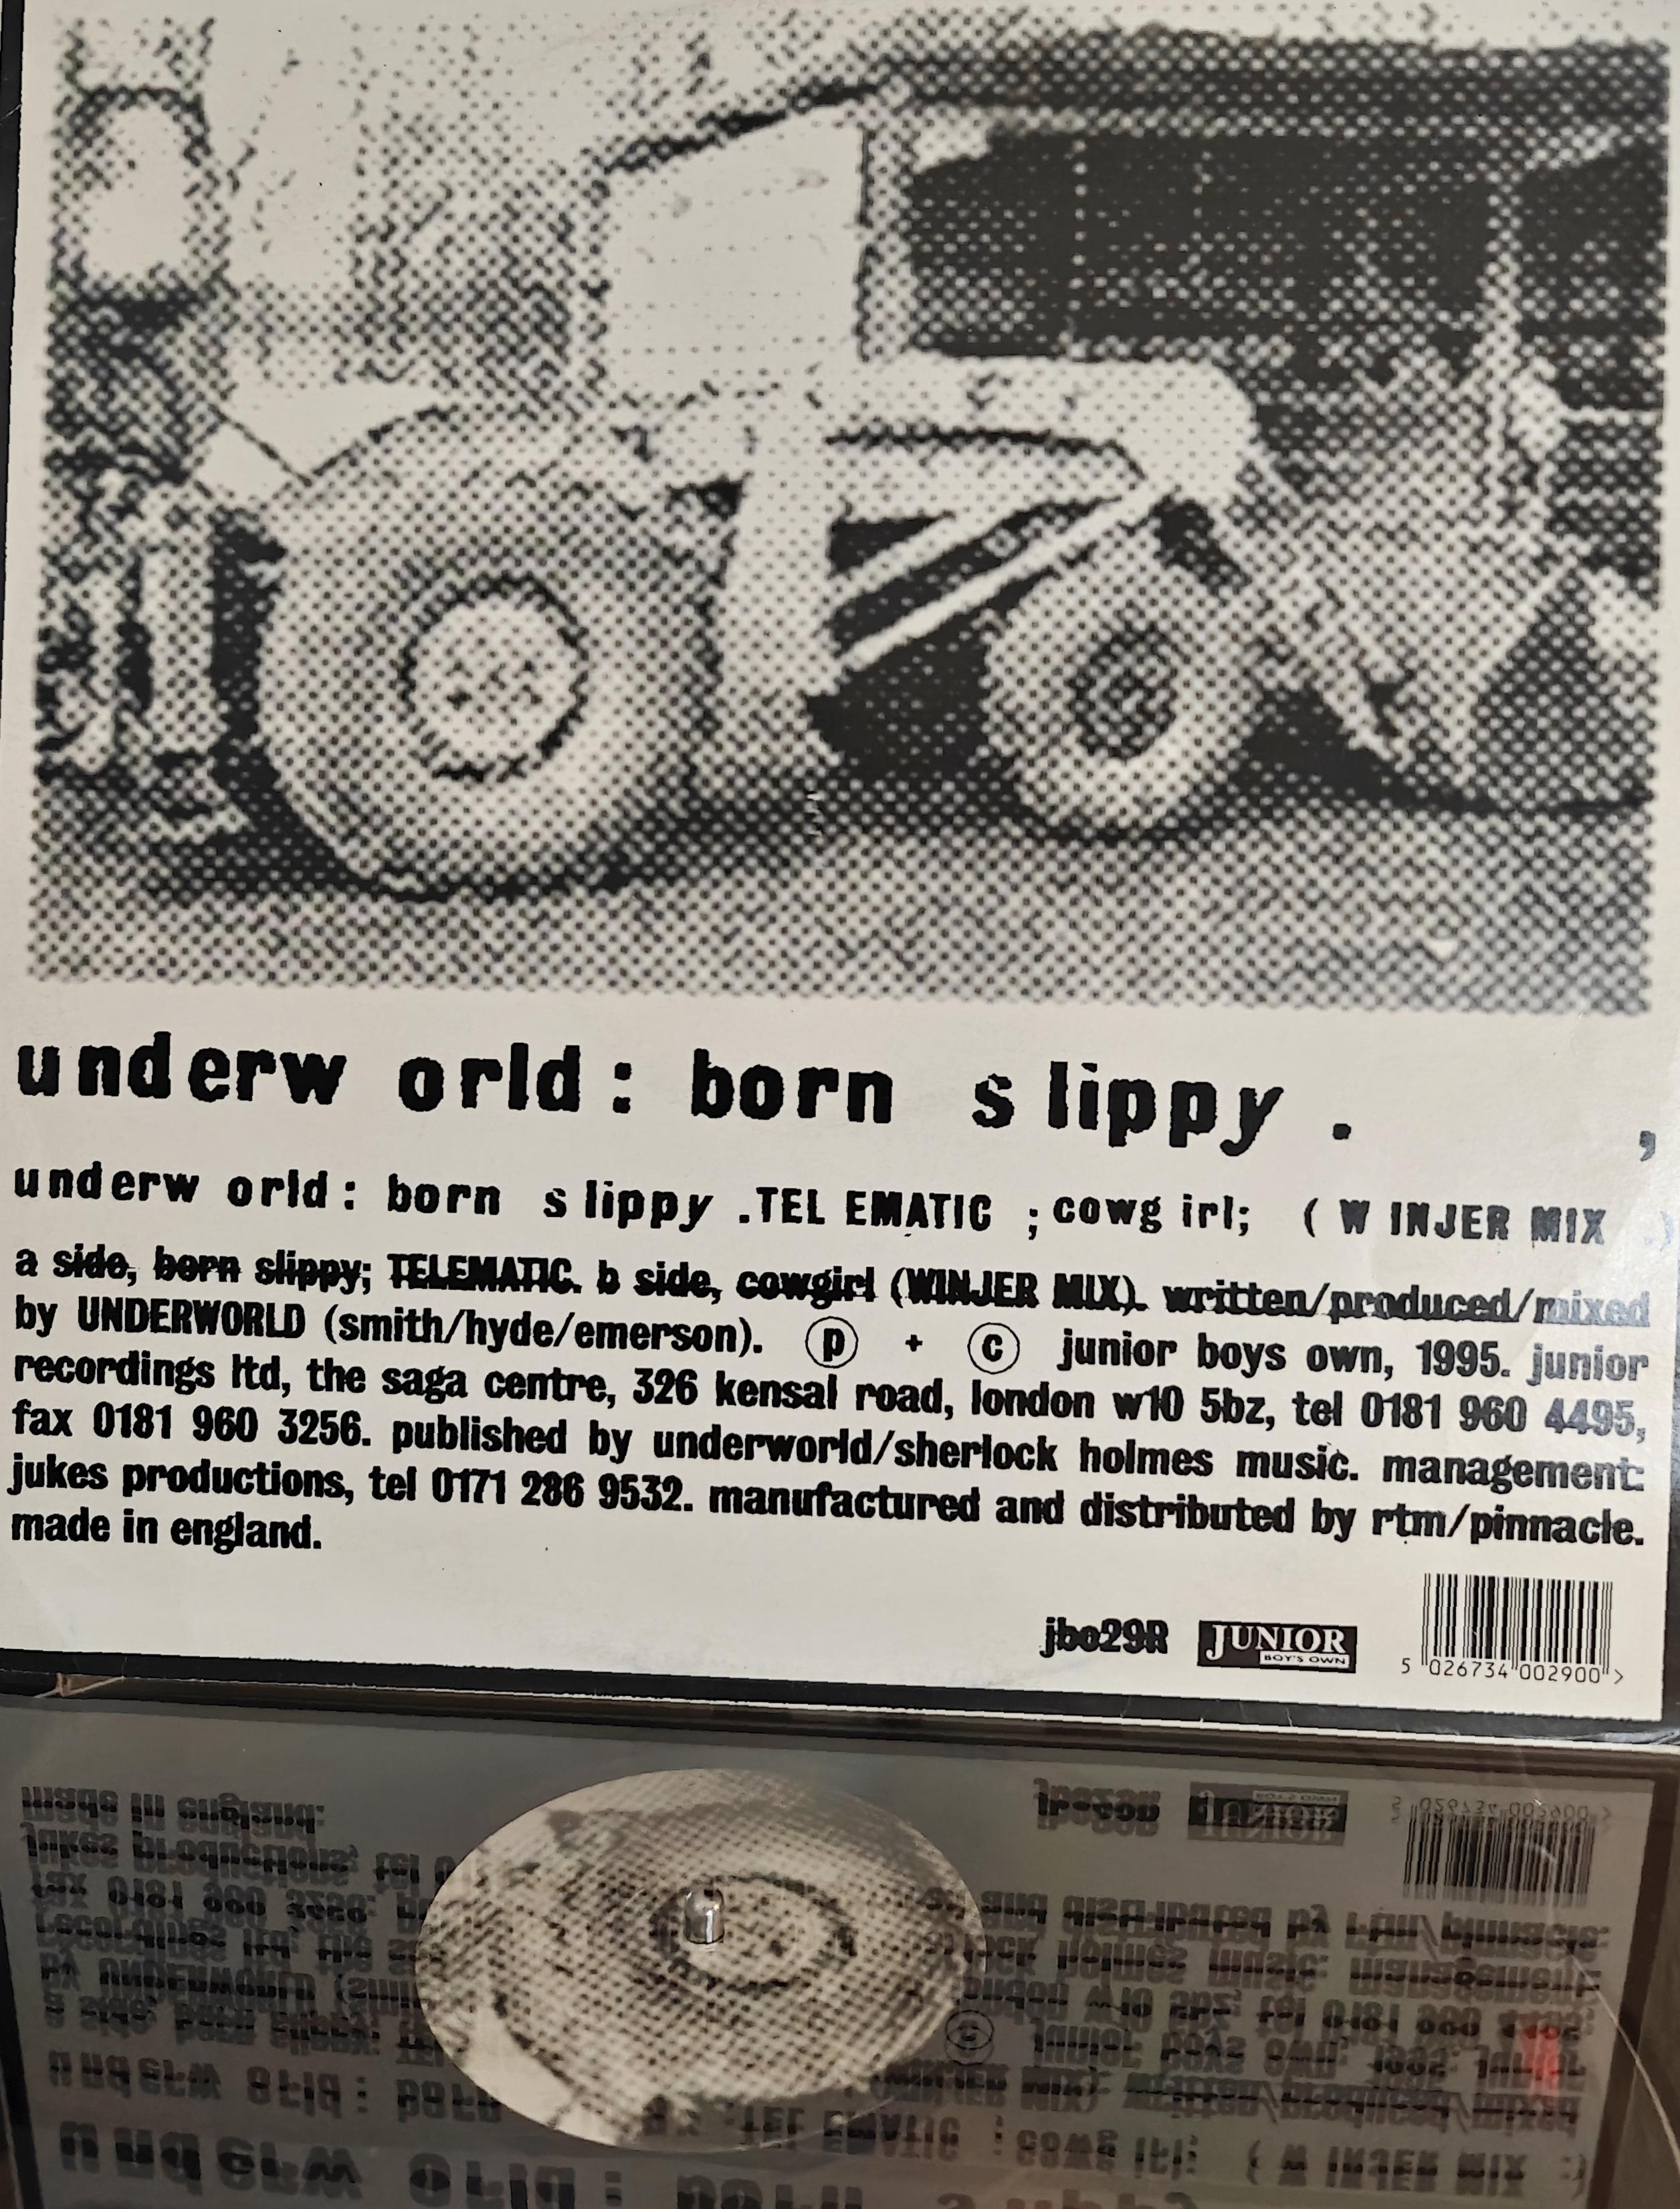 underw orld: born s lippy . ,
underw orld: born s lippy .TEL EMATIC ; cowg irl; ( W INJER MIX )
a side, born slippy; TELEMATIC. b side, cowgirl (WINJER MIX). written/produced/mixed
by UNDERWORLD (smith/hyde/emerson). ⓟ + ⓒ junior boys own, 1995. junior
recordings ltd, the saga centre, 326 kensal road, london w10 5bz, tel 0181 960 4495,
fax 0181 960 3256. published by underworld/sherlock holmes music. management:
jukes productions, tel 0171 286 9532. manufactured and distributed by rtm/pinnacle.
made in england.
jbo29R JUNIOR BOY'S OWN
5 026734 002900 >